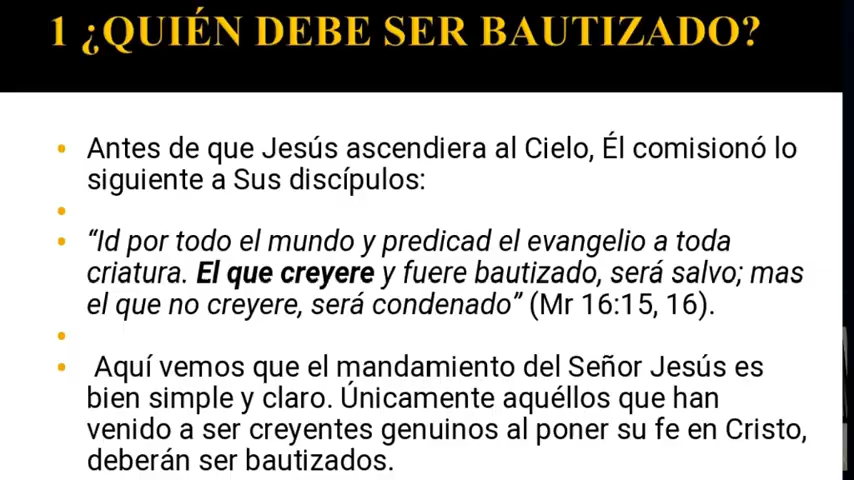 1 ¿QUIÉN DEBE SER BAUTIZADO?
• Antes de que Jesús ascendiera al Cielo, Él comisionó lo
siguiente a Sus discípulos:
•
• “Id por todo el mundo y predicad el evangelio a toda
criatura. El que creyere y fuere bautizado, será salvo; mas
el que no creyere, será condenado” (Mr 16:15, 16).
•
• Aquí vemos que el mandamiento del Señor Jesús es
bien simple y claro. Únicamente aquéllos que han
venido a ser creyentes genuinos al poner su fe en Cristo,
deberán ser bautizados.